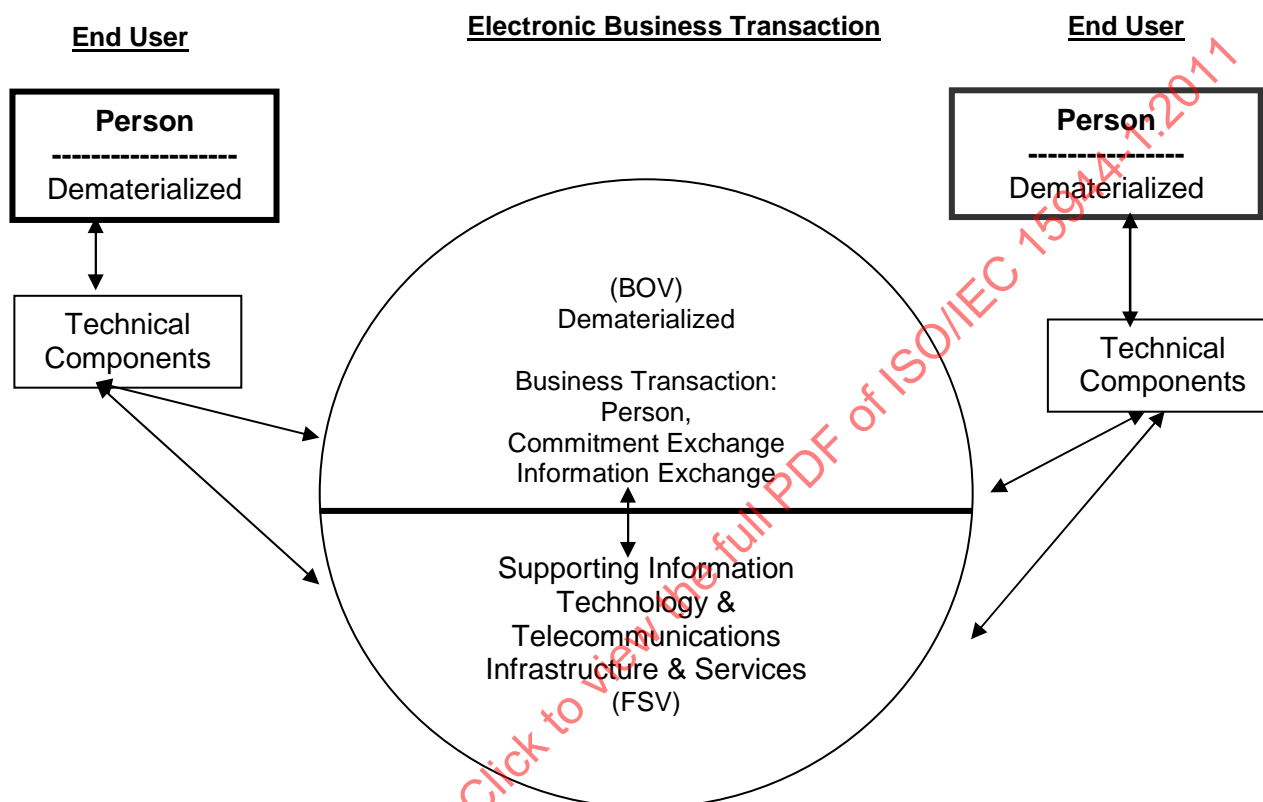 End User
Electronic Business Transaction
End User
Person
--------------------
Dematerialized
Technical
Components
(BOV)
Dematerialized
Business Transaction:
Person,
Commitment Exchange
Information Exchange
Supporting Information
Technology &
Telecommunications
Infrastructure & Services
(FSV)
Person
----------------
Dematerialized
Technical
Components
Click to view the full PDF of ISO/IEC 15944-1:2011